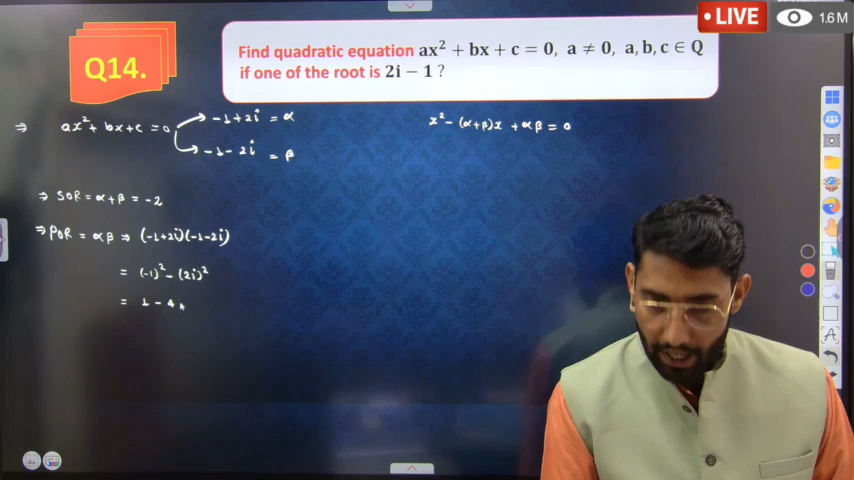 LIVE 1.6M
Q14.
Find quadratic equation ax² + bx + c = 0, a ≠ 0, a, b, c ∈ Q
if one of the root is 2i − 1 ?
⇒ ax² + bx + c = 0
-1+2i = α
-1-2i = β
x² - (α+β)x + αβ = 0
⇒ SOR = α+β = -2
⇒ POR = αβ ⇒ (-1+2i)(-1-2i)
= (-1)² - (2i)²
= 1 - 4